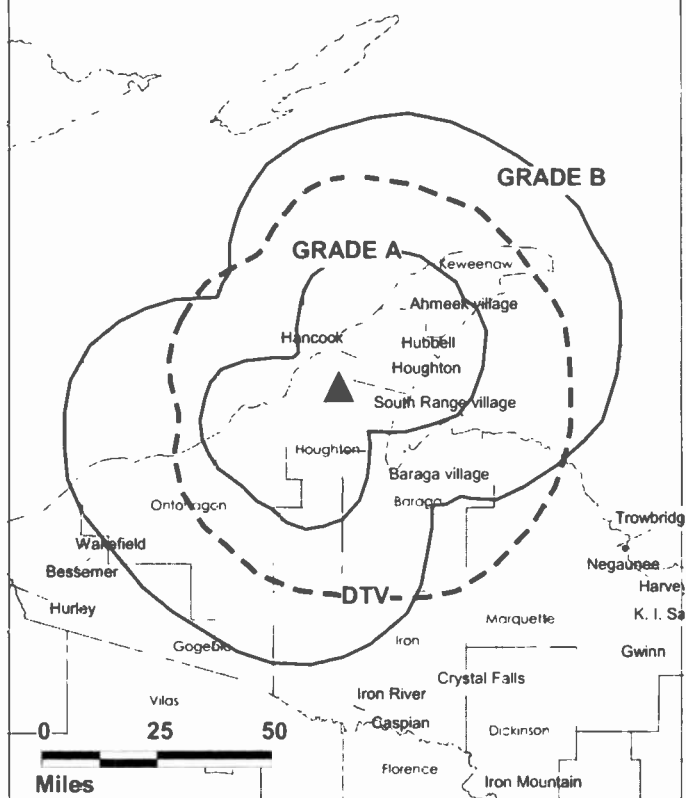 GRADE B
GRADE A
Keweenaw
Ahmeek village
Hancock
Hubbell
Houghton
South Range village
Houghton
Baraga village
Baraga
Ontonagon
Trowbridg
Wakefield
Negaunee
Bessemer
Harvey
DTV
Hurley
K. I. Sa
Marquette
Iron
Gogebic
Gwinn
Crystal Falls
Iron River
Vilas
Caspian
Dickinson
0 25 50
Florence
Miles
Iron Mountain